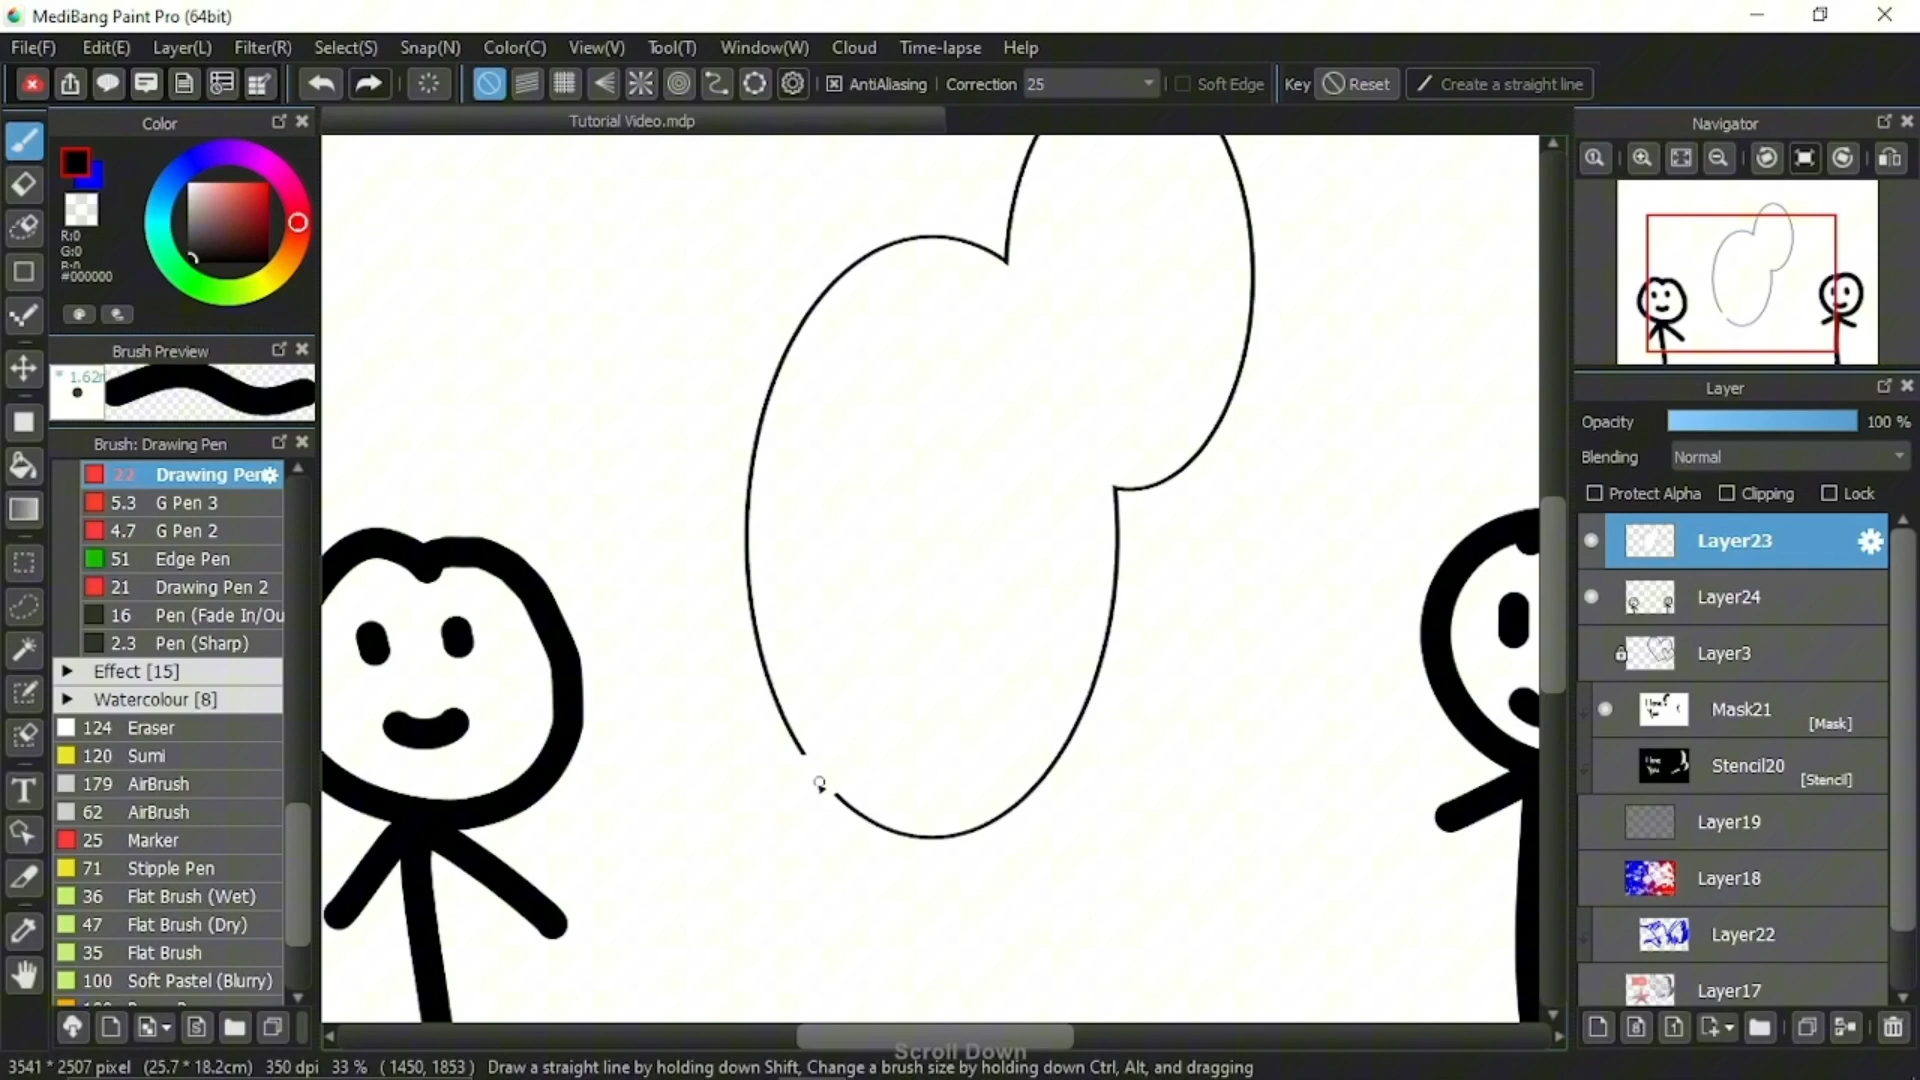 MediBang Paint Pro (64bit)
File(F) Edit(E) Layer(L) Filter(R) Select(S) Snap(N) Color(C) View(V) Tool(T) Window(W) Cloud Time-lapse Help
AntiAliasing Correction 25 Soft Edge Key Reset Create a straight line
Color
Tutorial Video.mdp
Navigator
R:0
G:0
B:0
#000000
Brush Preview
* 1.62
Layer
Opacity 100 %
Blending Normal
Protect Alpha Clipping Lock
Brush: Drawing Pen
22 Drawing Pen
5.3 G Pen 3
4.7 G Pen 2
51 Edge Pen
21 Drawing Pen 2
16 Pen (Fade In/Ou
2.3 Pen (Sharp)
Effect [15]
Watercolour [8]
124 Eraser
120 Sumi
179 AirBrush
62 AirBrush
25 Marker
71 Stipple Pen
36 Flat Brush (Wet)
47 Flat Brush (Dry)
35 Flat Brush
100 Soft Pastel (Blurry)
Layer23
Layer24
Layer3
Mask21
[Mask]
Stencil20
[Stencil]
Layer19
Layer18
Layer22
Layer17
Scroll Down
3541 * 2507 pixel (25.7 * 18.2cm) 350 dpi 33 % ( 1450, 1853 ) Draw a straight line by holding down Shift, Change a brush size by holding down Ctrl, Alt, and dragging